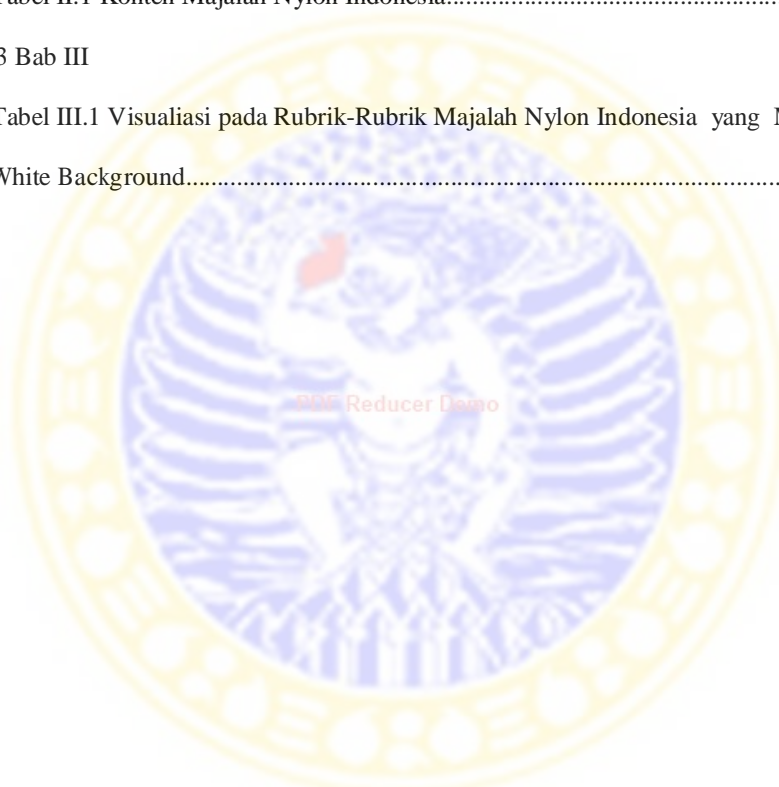 Tabel II.1 Konten Majalah Nylon Indonesia......................................................
3 Bab III
Tabel III.1 Visualiasi pada Rubrik-Rubrik Majalah Nylon Indonesia yang
White Background................................................................................................
PDF Reducer Demo